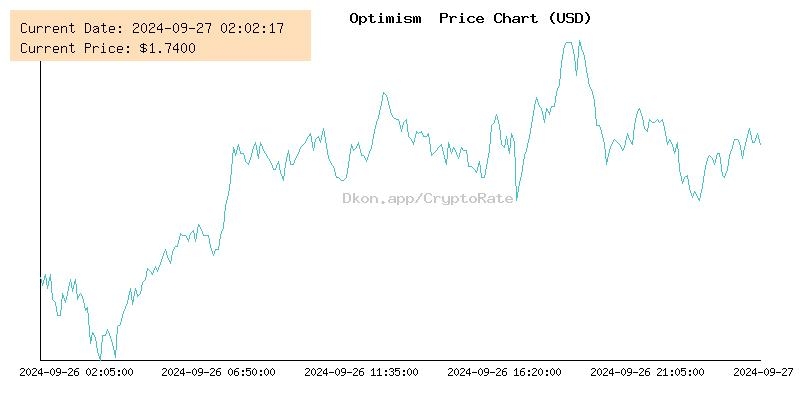 Optimism  Price Chart (USD)
Current Date: 2024-09-27 02:02:17
Current Price: $1.7400
Dkon.app/CryptoRate
2024-09-26 02:05:00 2024-09-26 06:50:00 2024-09-26 11:35:00 2024-09-26 16:20:00 2024-09-26 21:05:00 2024-09-27